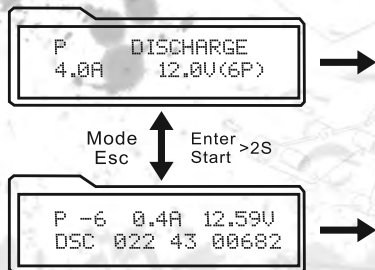 P DISCHARGE
4.0A 12.0V(6P)
Mode Enter
Esc Start >2S
P -6 0.4A 12.59V
DSC 022 43 00682